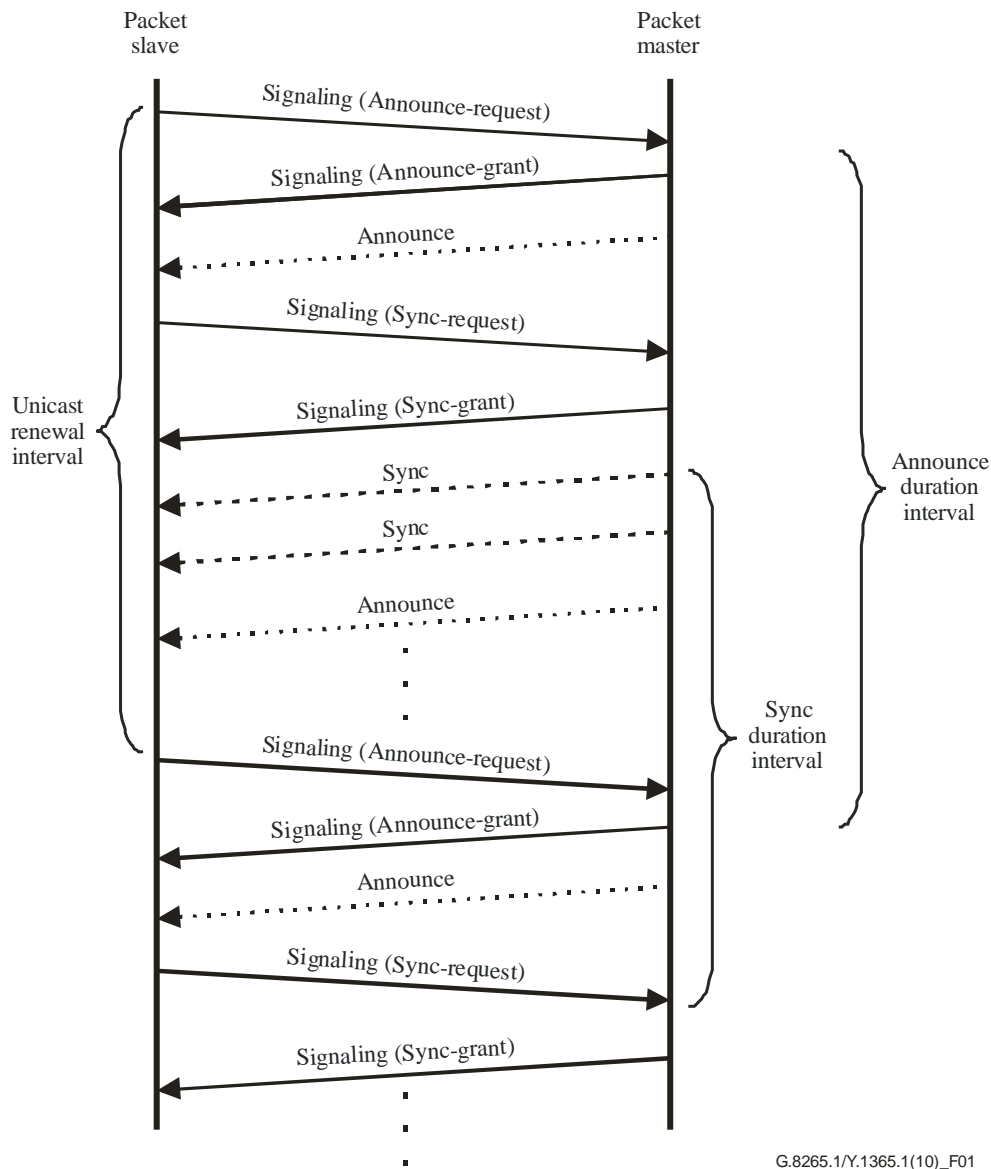 Packet
slave
Packet
master
Signaling (Announce-request)
Signaling (Announce-grant)
Announce
Signaling (Sync-request)
Signaling (Sync-grant)
Unicast
renewal
interval
Sync
Announce
duration
interval
Sync
Announce
Sync
duration
interval
Signaling (Announce-request)
Signaling (Announce-grant)
Announce
Signaling (Sync-request)
Signaling (Sync-grant)
G.8265.1/Y.1365.1(10)_F01